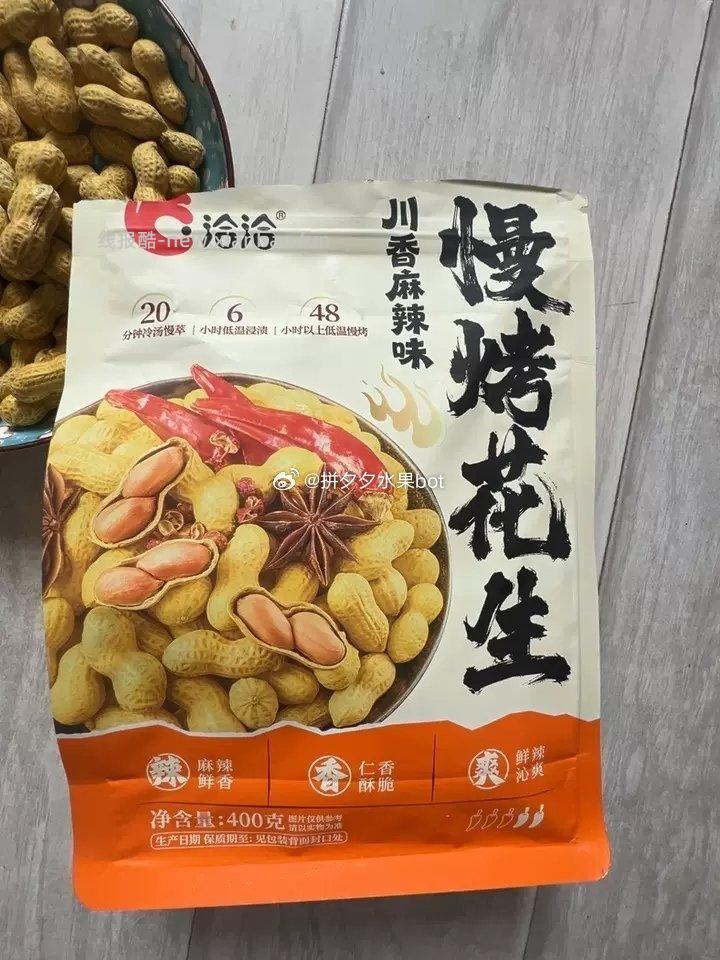 洽洽®
川香麻辣味
慢烤花生
20 6 48
分钟冷汤慢萃 小时低温浸渍 小时以上低温慢烤
@拼夕夕水果bot
辣 麻辣鲜香
香 仁香酥脆
爽 鲜辣沁爽
净含量:400克
图片仅供参考
请以实物为准
生产日期 保质期至:见包装背面封口处